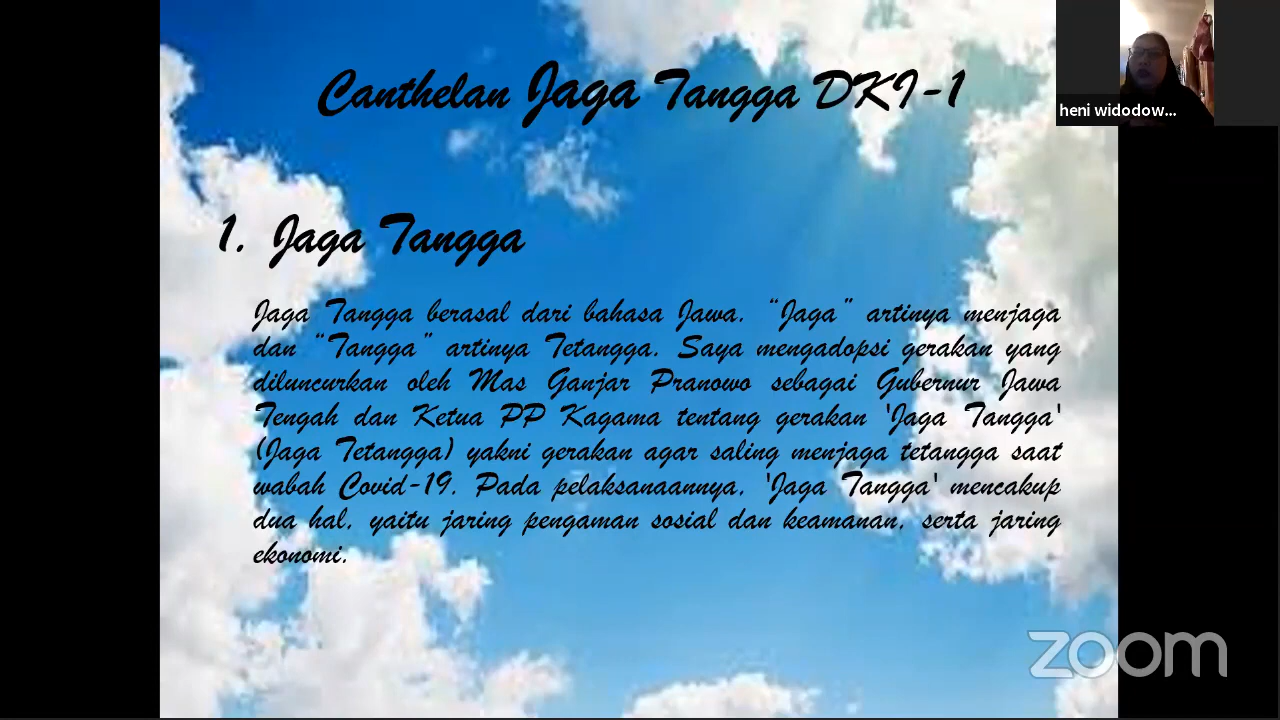 Canthelan Jaga Tangga DKI-1
heni widodow...
1. Jaga Tangga
Jaga Tangga berasal dari bahasa Jawa. “Jaga” artinya menjaga
dan “Tangga” artinya Tetangga. Saya mengadopsi gerakan yang
diluncurkan oleh Mas Ganjar Pranowo sebagai Gubernur Jawa
Tengah dan Ketua PP Kagama tentang gerakan 'Jaga Tangga'
(Jaga Tetangga) yakni gerakan agar saling menjaga tetangga saat
wabah Covid-19. Pada pelaksanaannya, 'Jaga Tangga' mencakup
dua hal, yaitu jaring pengaman sosial dan keamanan, serta jaring
ekonomi.
zoom